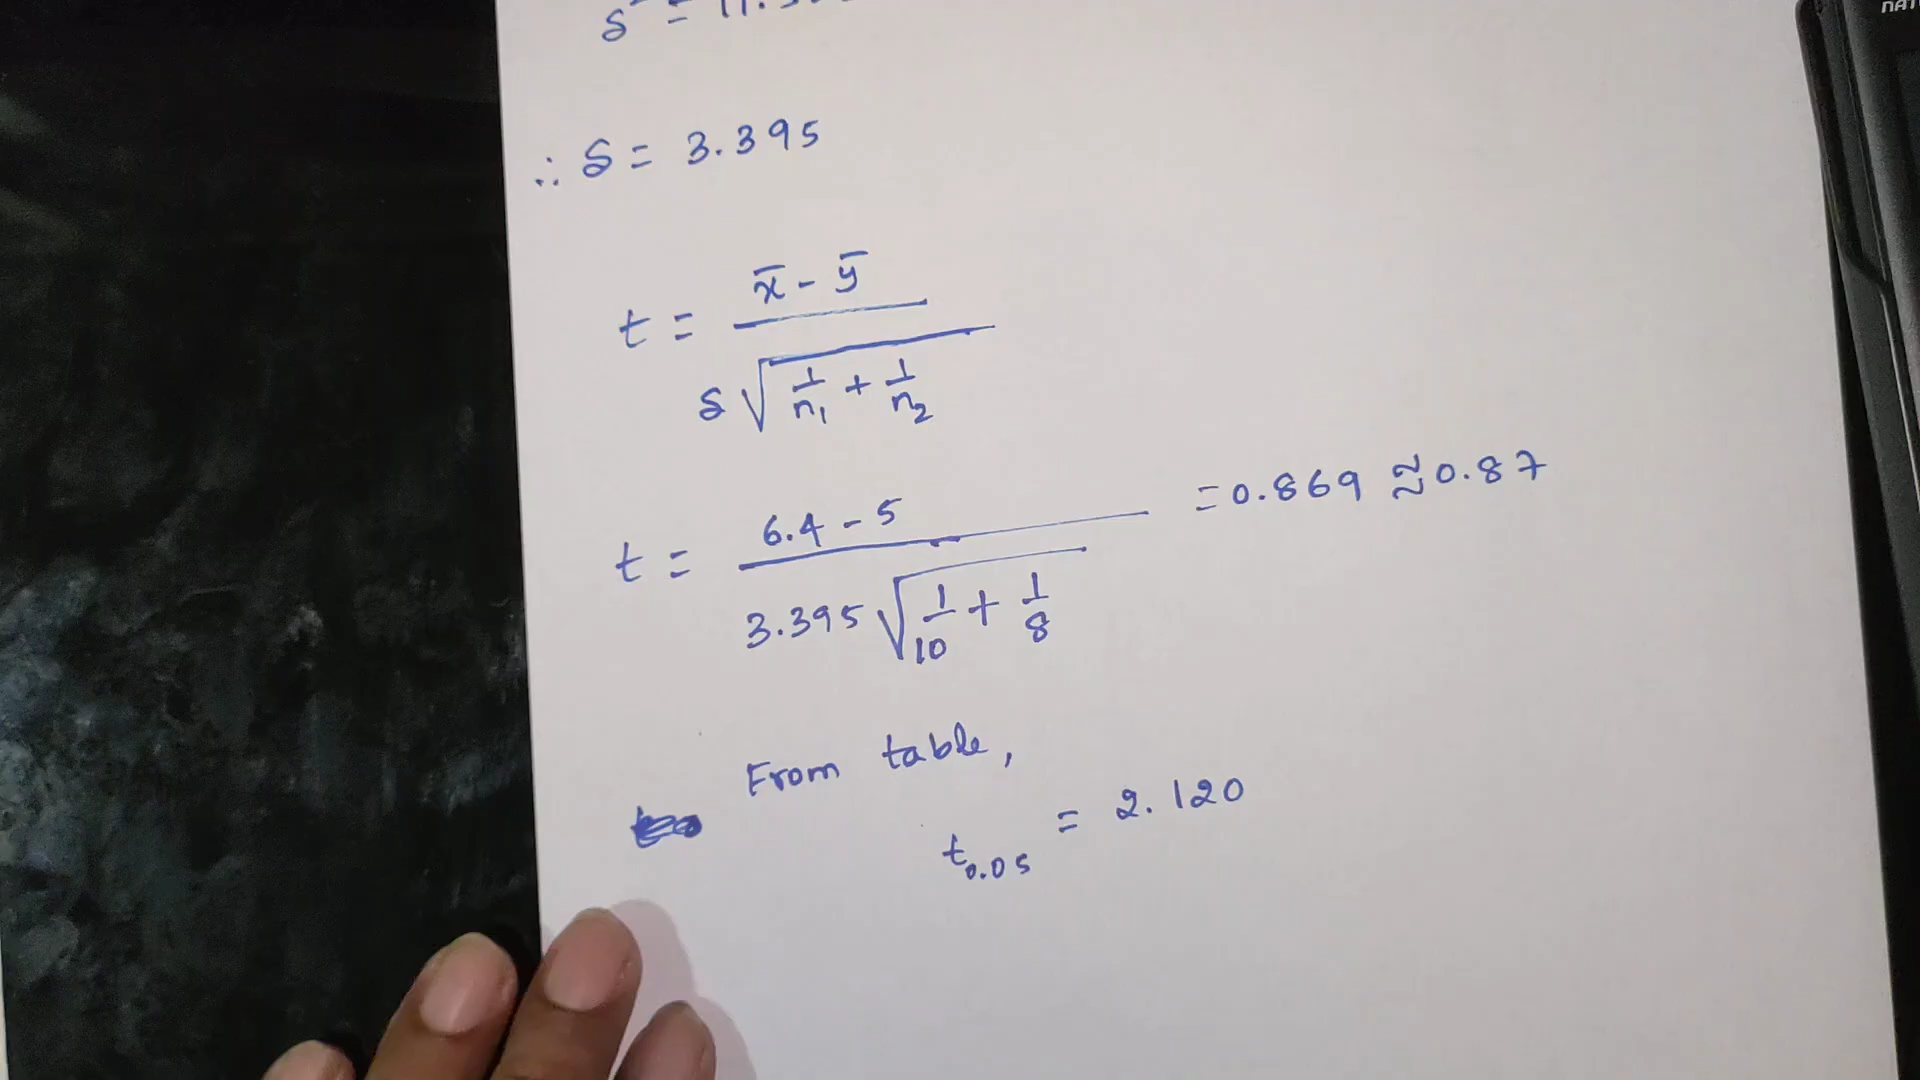 ∴ S = 3.395
t = x̄ - ȳ / S √ 1/n₁ + 1/n₂
t = 6.4 - 5 / 3.395 √ 1/10 + 1/8 = 0.869 ≈ 0.87
From table,
t₀.₀₅ = 2.120